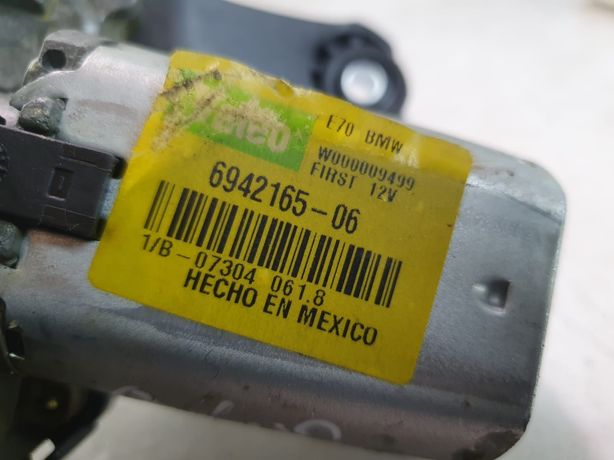 Valeo
E70 BMW
W000009499
FIRST 12V
6942165-06
1/B-07304 061.8
HECHO EN MEXICO